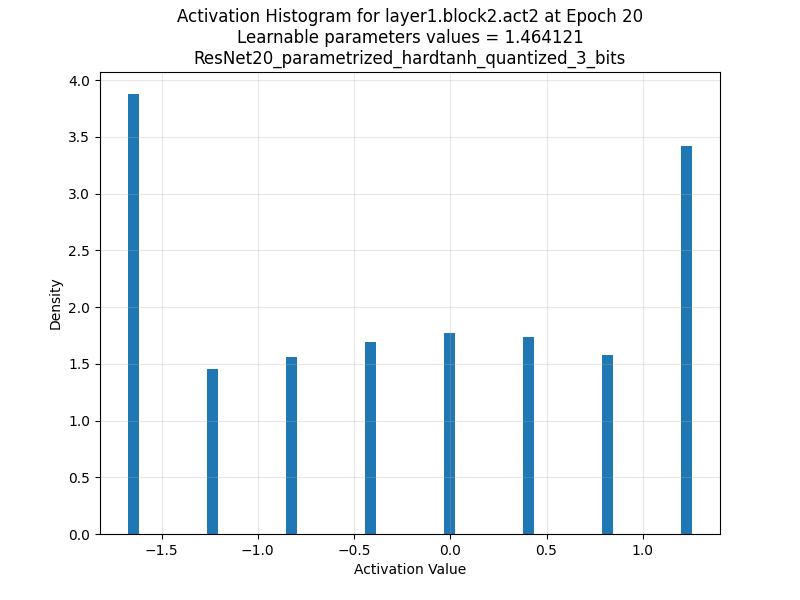 Activation Histogram for layer1.block2.act2 at Epoch 20
Learnable parameters values = 1.464121
ResNet20_parametrized_hardtanh_quantized_3_bits
4.0
3.5
3.0
2.5
2.0
1.5
1.0
0.5
0.0
Density
−1.5 −1.0 −0.5 0.0 0.5 1.0
Activation Value